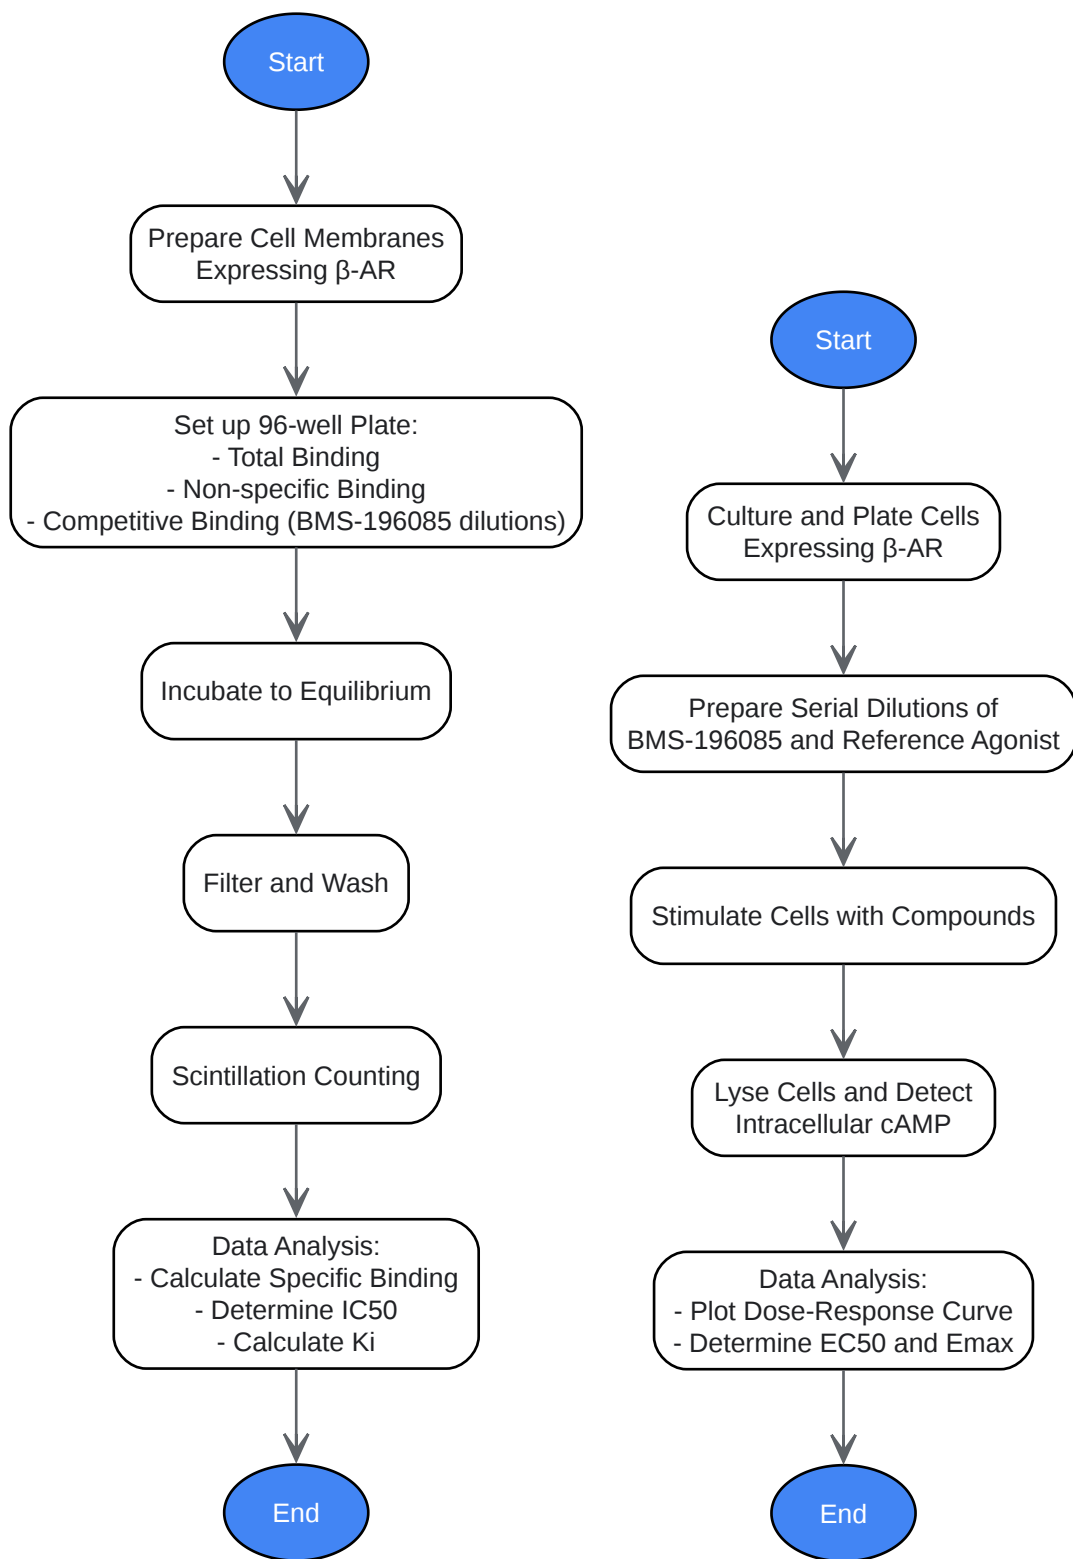 Start
Prepare Cell Membranes
Expressing β-AR
Set up 96-well Plate:
- Total Binding
- Non-specific Binding
- Competitive Binding (BMS-196085 dilutions)
Incubate to Equilibrium
Filter and Wash
Scintillation Counting
Data Analysis:
- Calculate Specific Binding
- Determine IC50
- Calculate Ki
End
Start
Culture and Plate Cells
Expressing β-AR
Prepare Serial Dilutions of
BMS-196085 and Reference Agonist
Stimulate Cells with Compounds
Lyse Cells and Detect
Intracellular cAMP
Data Analysis:
- Plot Dose-Response Curve
- Determine EC50 and Emax
End